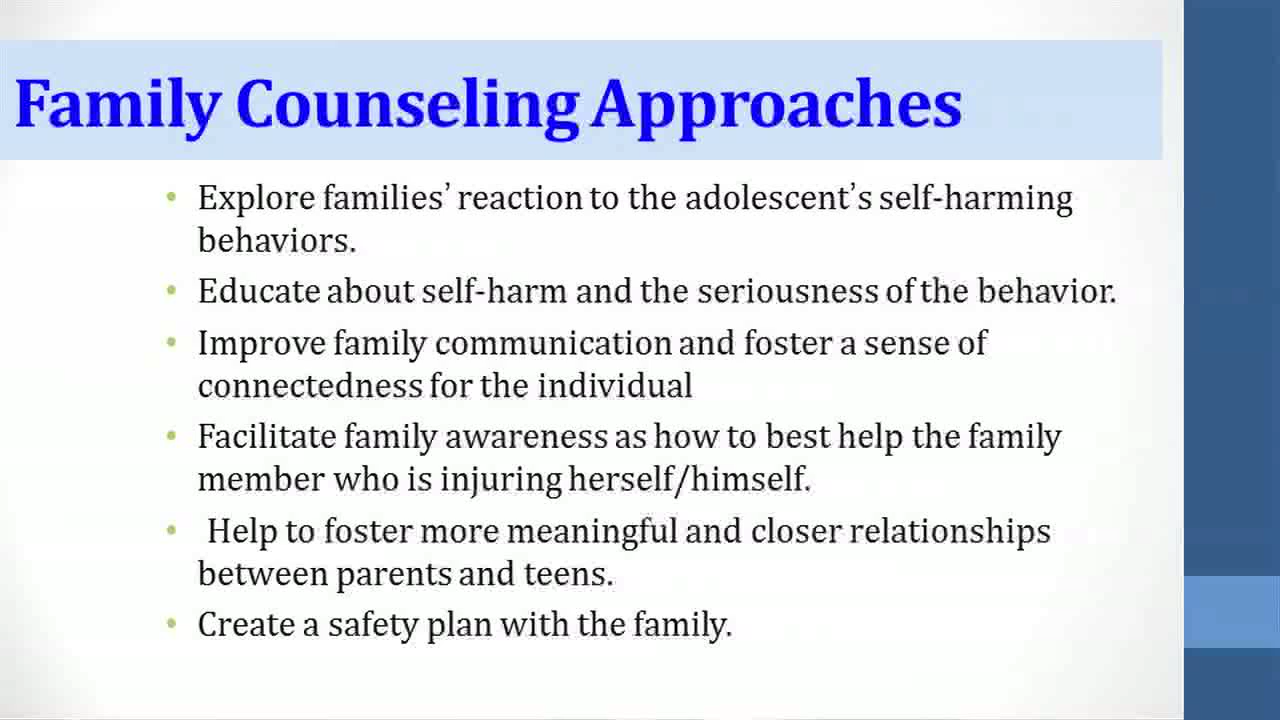 Family Counseling Approaches
• Explore families’ reaction to the adolescent’s self-harming
behaviors.
• Educate about self-harm and the seriousness of the behavior.
• Improve family communication and foster a sense of
connectedness for the individual
• Facilitate family awareness as how to best help the family
member who is injuring herself/himself.
• Help to foster more meaningful and closer relationships
between parents and teens.
• Create a safety plan with the family.